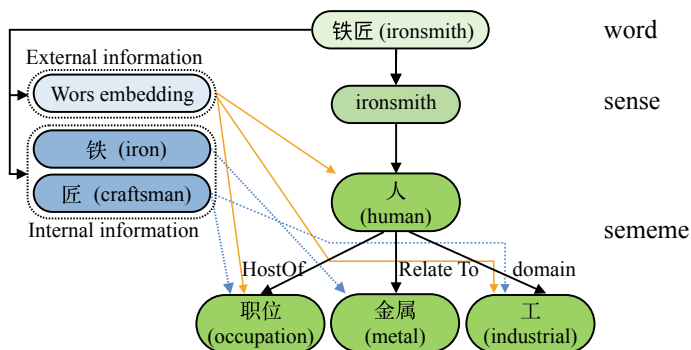 铁匠 (ironsmith)
word
External information
Wors embedding
ironsmith
sense
铁 (iron)
匠 (craftsman)
Internal information
人
(human)
sememe
HostOf
Relate To
domain
职位
(occupation)
金属
(metal)
工
(industrial)